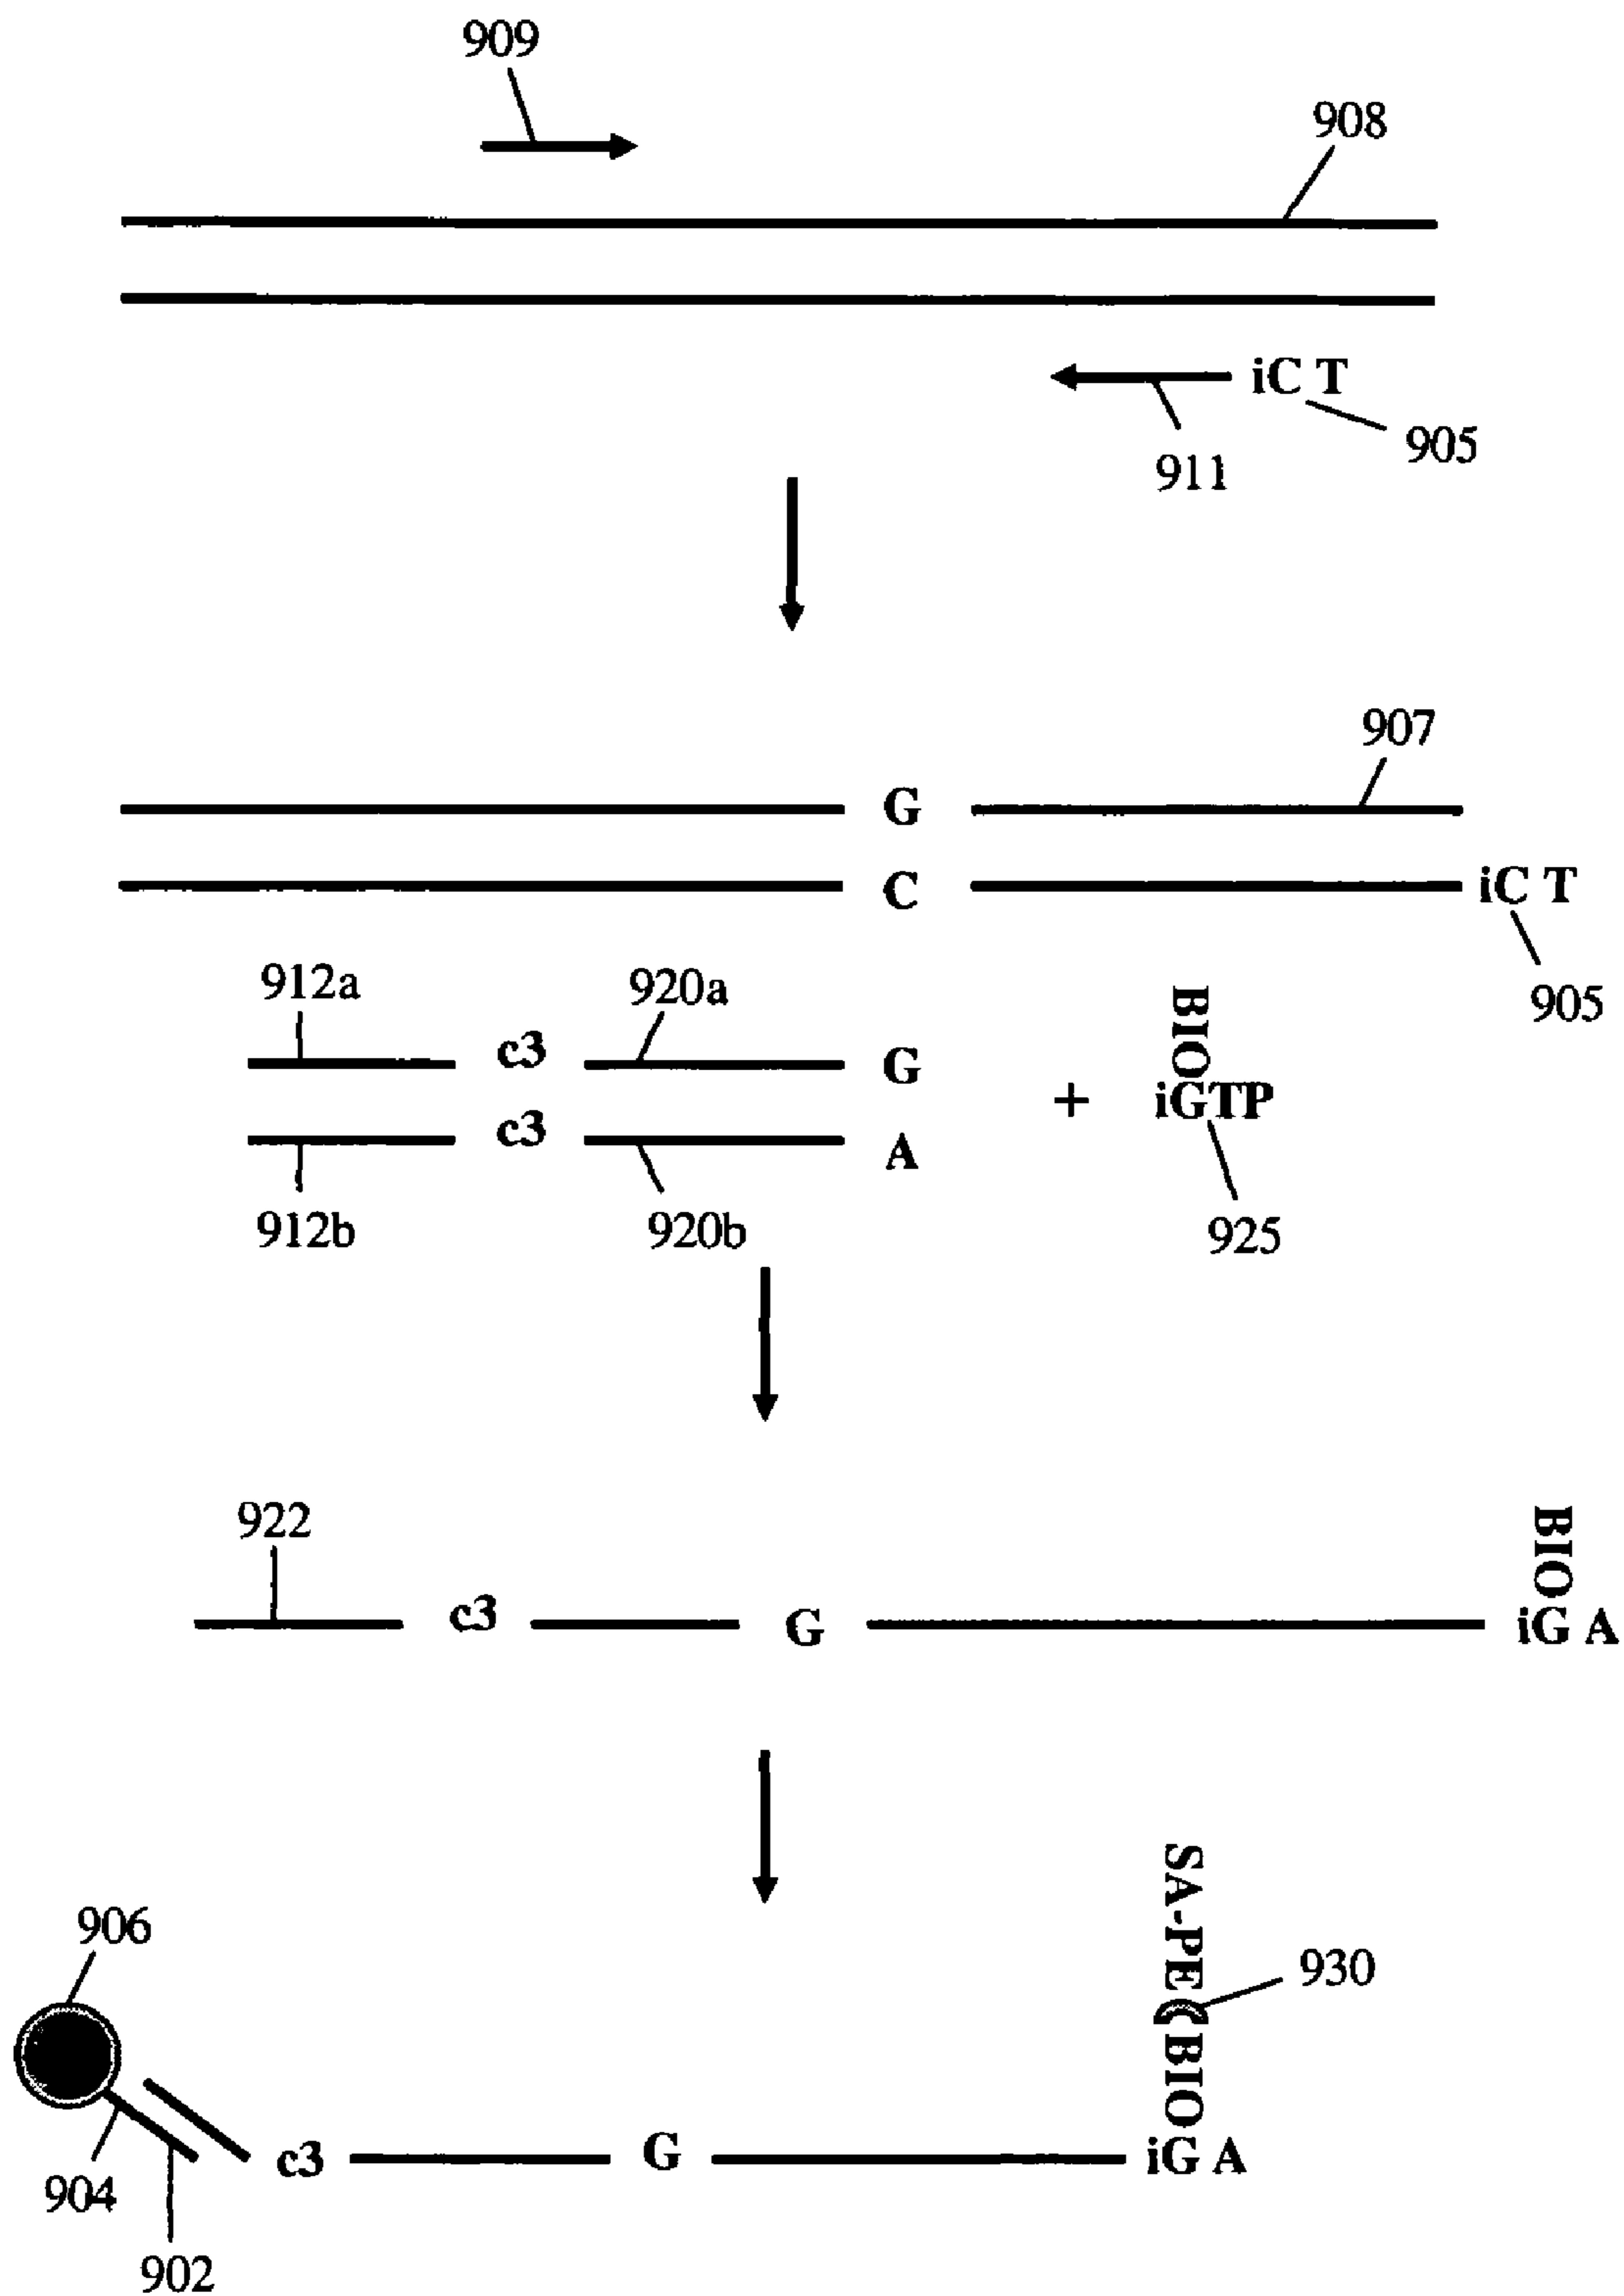 909
908
iC T
905
911
907
G
C
iC T
905
912a
920a
c3
G
BIO
+
iGTP
c3
A
912b
920b
925
922
BIO
c3
G
iG A
SA-PE
906
930
BIO
c3
G
iG A
904
902